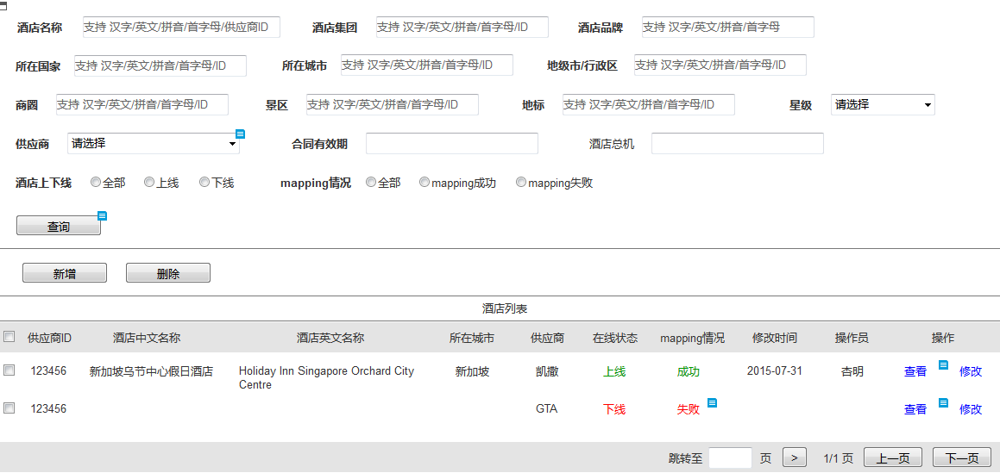 酒店名称 支持 汉字/英文/拼音/首字母/供应商ID 酒店集团 支持 汉字/英文/拼音/首字母/ID 酒店品牌 支持 汉字/英文/拼音/首字母
所在国家 支持 汉字/英文/拼音/首字母/ID 所在城市 支持 汉字/英文/拼音/首字母/ID 地级市/行政区 支持 汉字/英文/拼音/首字母/ID
商圈 支持 汉字/英文/拼音/首字母/ID 景区 支持 汉字/英文/拼音/首字母/ID 地标 支持 汉字/英文/拼音/首字母/ID 星级 请选择
供应商 请选择 合同有效期 酒店总机
酒店上下线 全部 上线 下线 mapping情况 全部 mapping成功 mapping失败
查询
新增 删除
酒店列表
供应商ID 酒店中文名称 酒店英文名称 所在城市 供应商 在线状态 mapping情况 修改时间 操作员 操作
123456 新加坡乌节中心假日酒店 Holiday Inn Singapore Orchard City 新加坡 凯撒 上线 成功 2015-07-31 杳明 查看 修改
Centre
123456 GTA 下线 失败 查看 修改
跳转至 页 > 1/1 页 上一页 下一页